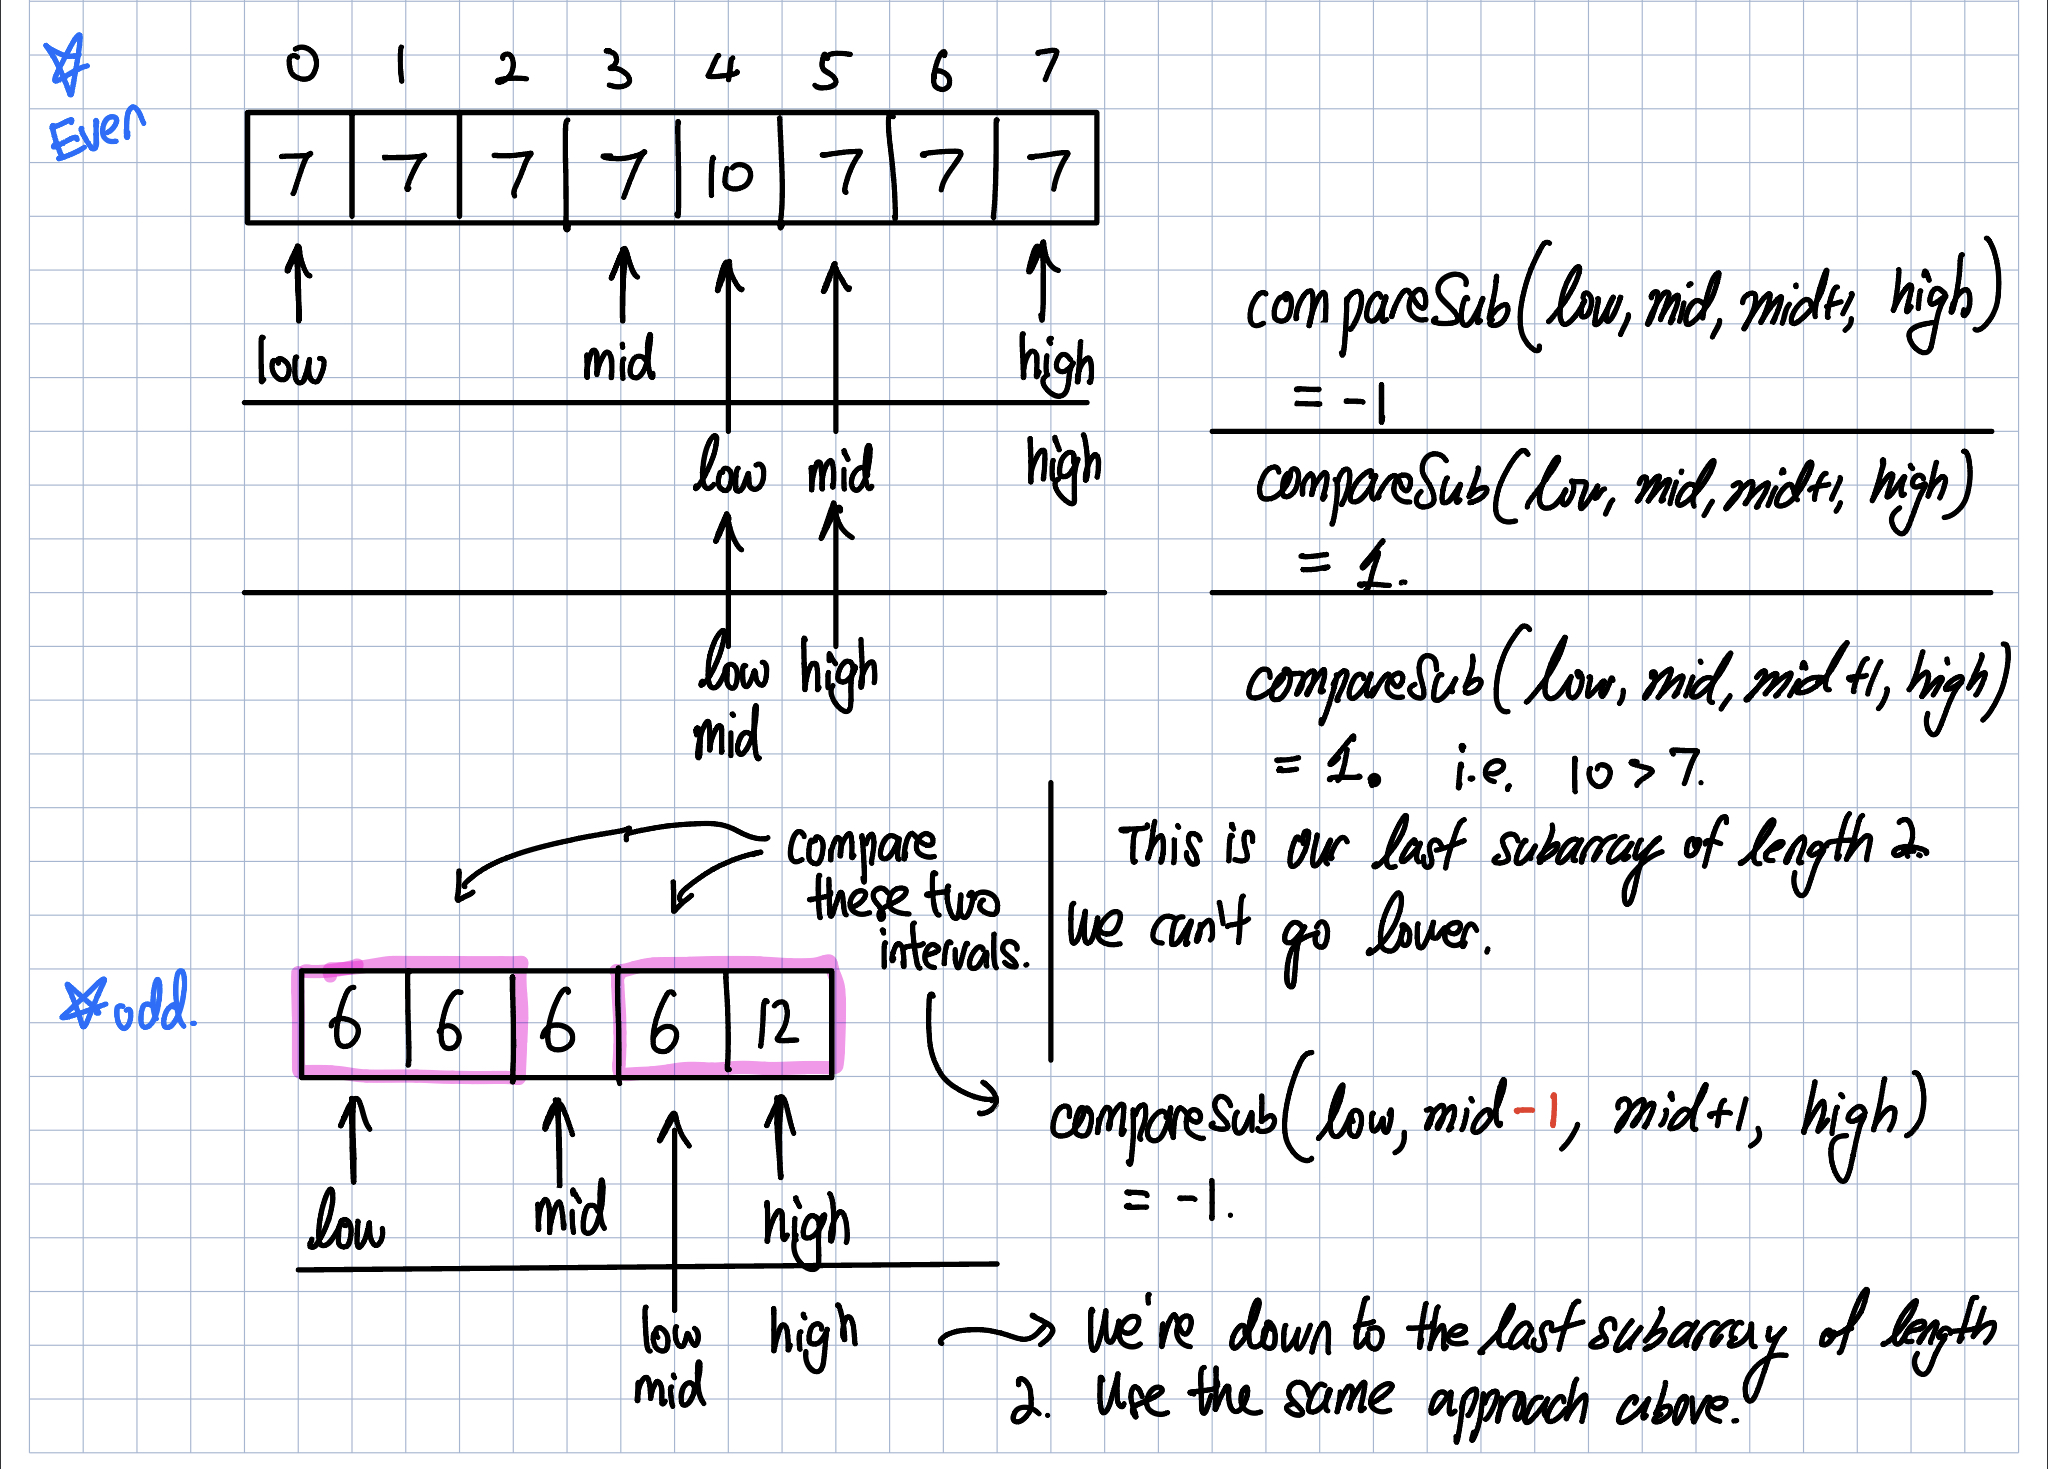 0 1 2 3 4 5 6 7
Even
7 7 7 7 10 7 7 7
low mid high
compareSub(low, mid, mid+1, high)
= -1
low mid high
compareSub(low, mid, mid+1, high)
= 1.
low high
mid
compareSub(low, mid, mid+1, high)
= 1. i.e. 10 > 7.
This is our last subarray of length 2.
We can't go lower.
compare
these two
intervals.
odd.
6 6 6 6 12
low mid high
compareSub(low, mid-1, mid+1, high)
= -1.
low high
mid
We're down to the last subarray of length
2. Use the same approach above.